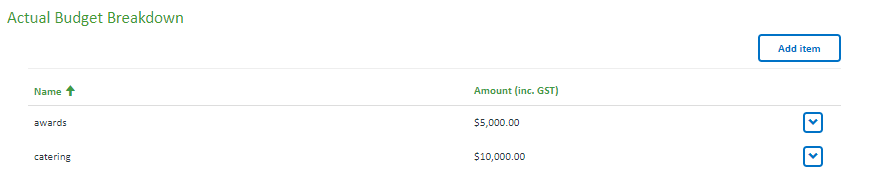 Actual Budget Breakdown
Add item
Name Amount (inc. GST)
awards $5,000.00
catering $10,000.00